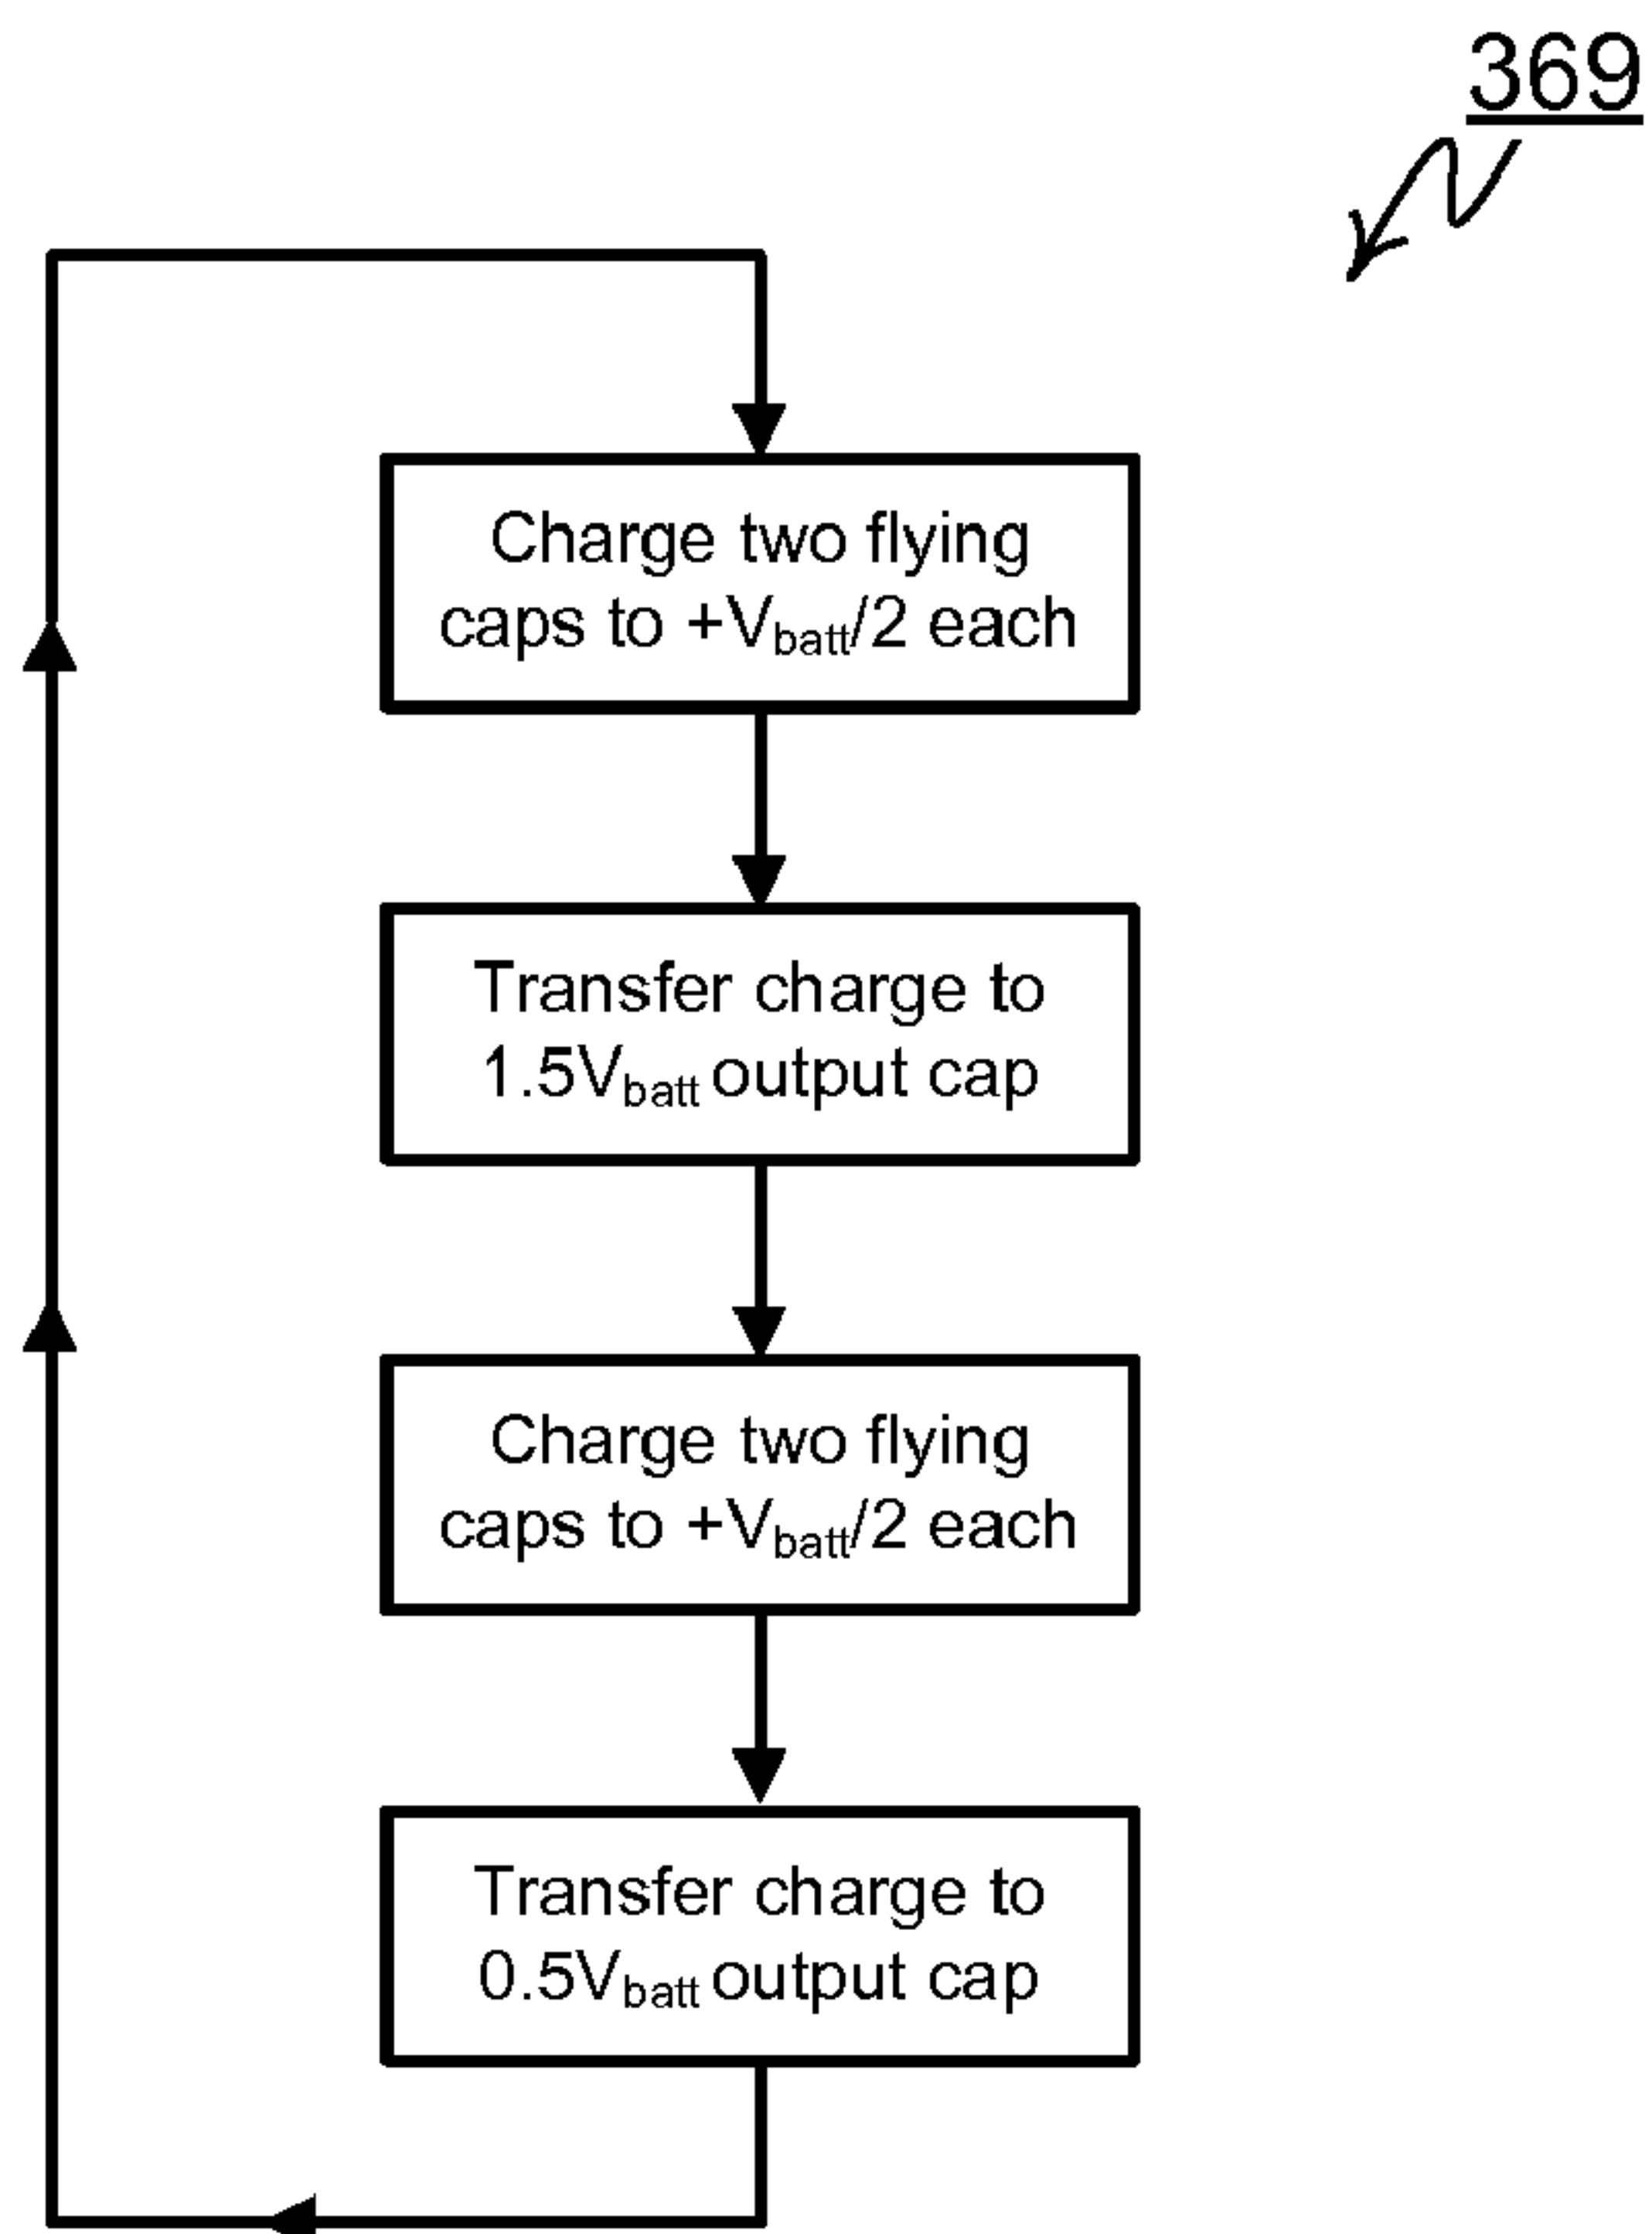 369
Charge two flying
caps to +Vbatt/2 each
Transfer charge to
1.5Vbatt output cap
Charge two flying
caps to +Vbatt/2 each
Transfer charge to
0.5Vbatt output cap